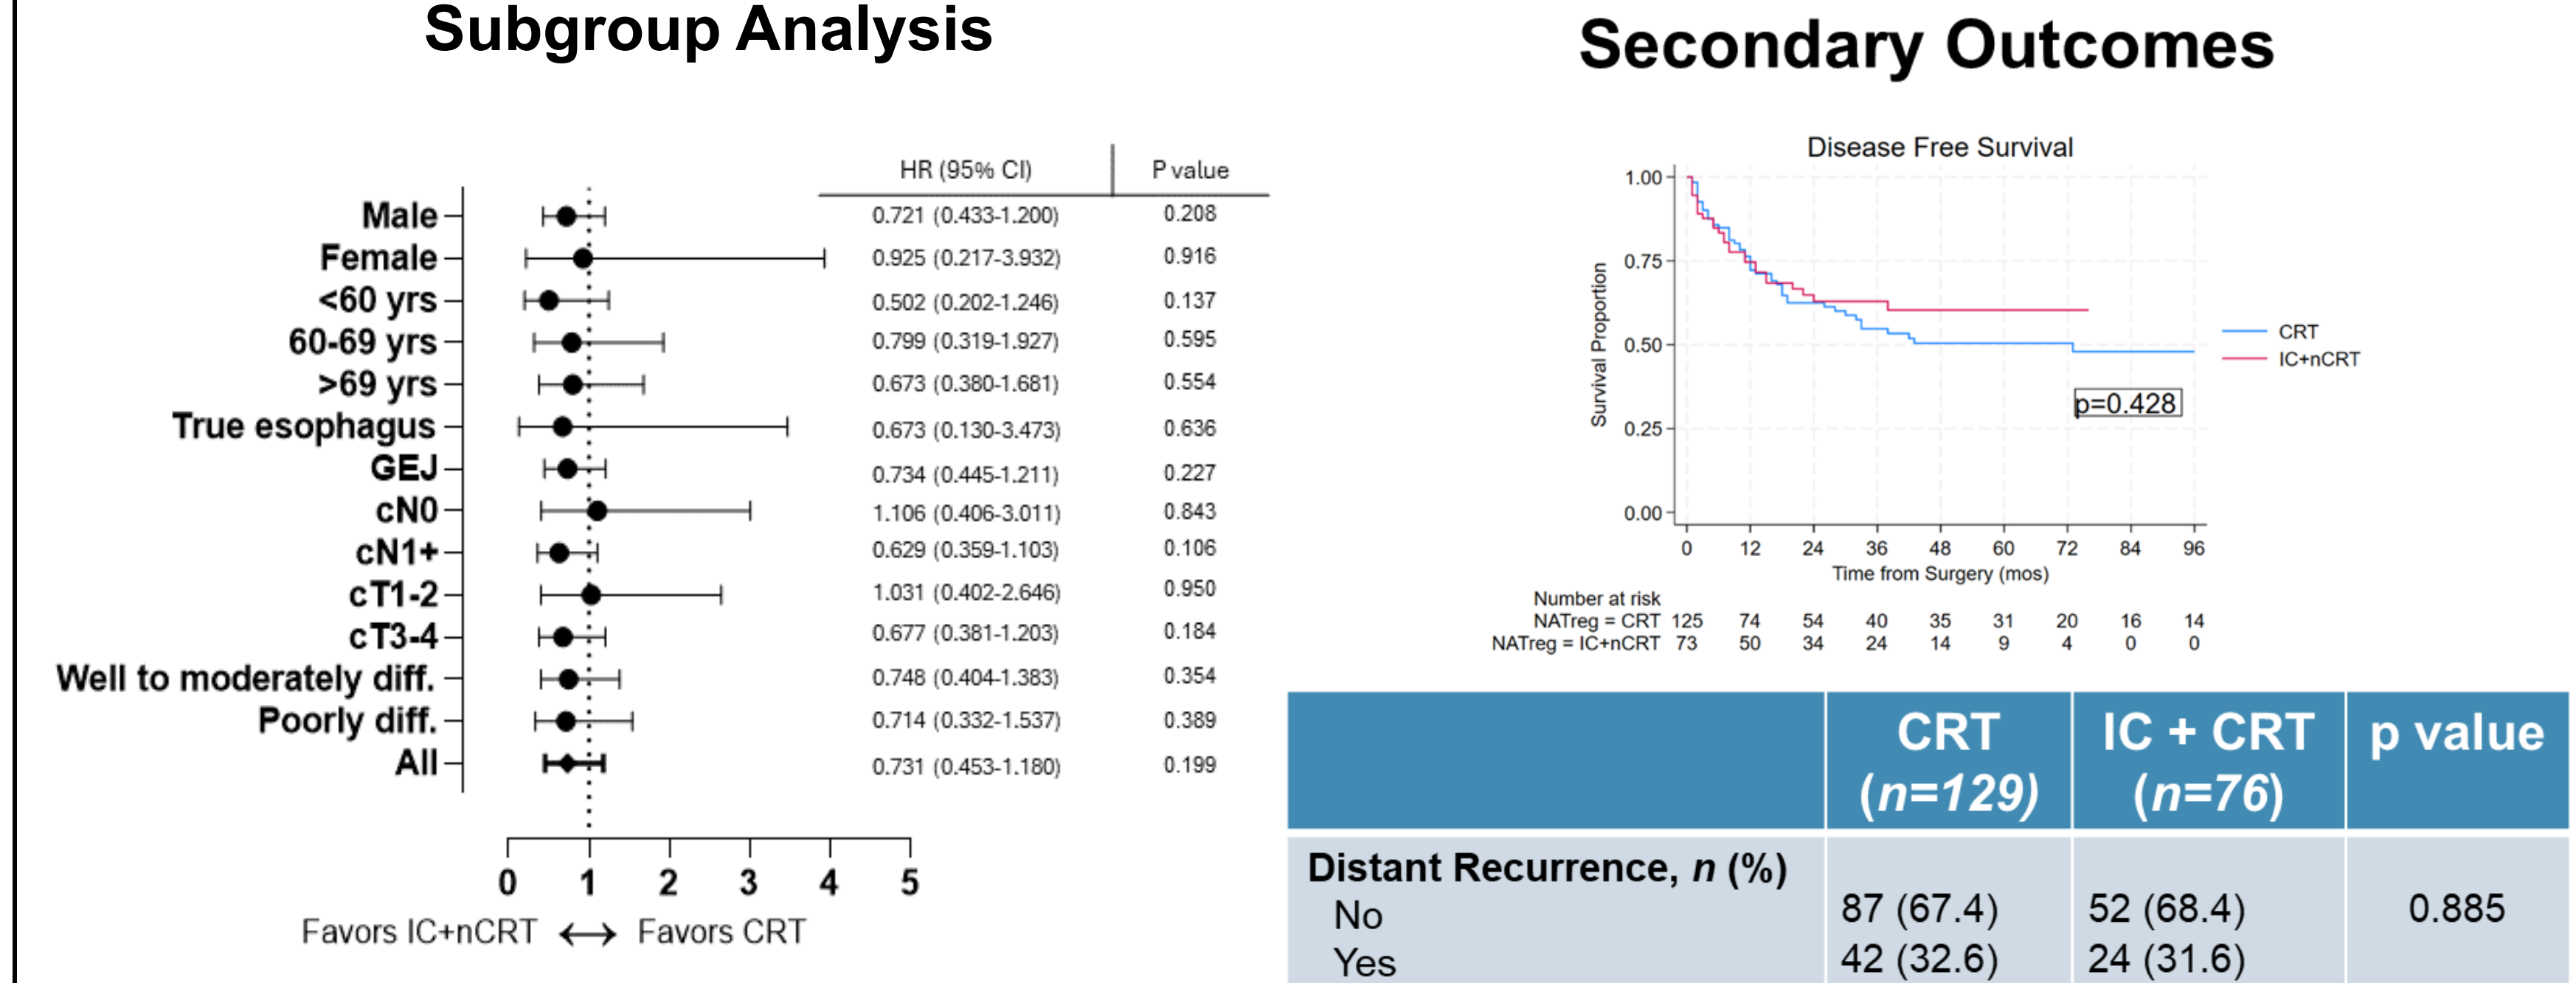 Subgroup Analysis
HR (95% CI) P value
Male 0.721 (0.433-1.200) 0.208
Female 0.925 (0.217-3.932) 0.916
<60 yrs 0.502 (0.202-1.246) 0.137
60-69 yrs 0.799 (0.319-1.927) 0.595
>69 yrs 0.673 (0.380-1.681) 0.554
True esophagus 0.673 (0.130-3.473) 0.636
GEJ 0.734 (0.445-1.211) 0.227
cN0 1.106 (0.406-3.011) 0.843
cN1+ 0.629 (0.359-1.103) 0.106
cT1-2 1.031 (0.402-2.646) 0.950
cT3-4 0.677 (0.381-1.203) 0.184
Well to moderately diff. 0.748 (0.404-1.383) 0.354
Poorly diff. 0.714 (0.332-1.537) 0.389
All 0.731 (0.453-1.180) 0.199
0 1 2 3 4 5
Favors IC+nCRT ↔ Favors CRT
Secondary Outcomes
Disease Free Survival
Survival Proportion
1.00
0.75
0.50
0.25
0.00
CRT
IC+nCRT
p=0.428
0 12 24 36 48 60 72 84 96
Time from Surgery (mos)
Number at risk
NATreg = CRT 125 74 54 40 35 31 20 16 14
NATreg = IC+nCRT 73 50 34 24 14 9 4 0 0
CRT IC + CRT p value
(n=129) (n=76)
Distant Recurrence, n (%)
No 87 (67.4) 52 (68.4) 0.885
Yes 42 (32.6) 24 (31.6)